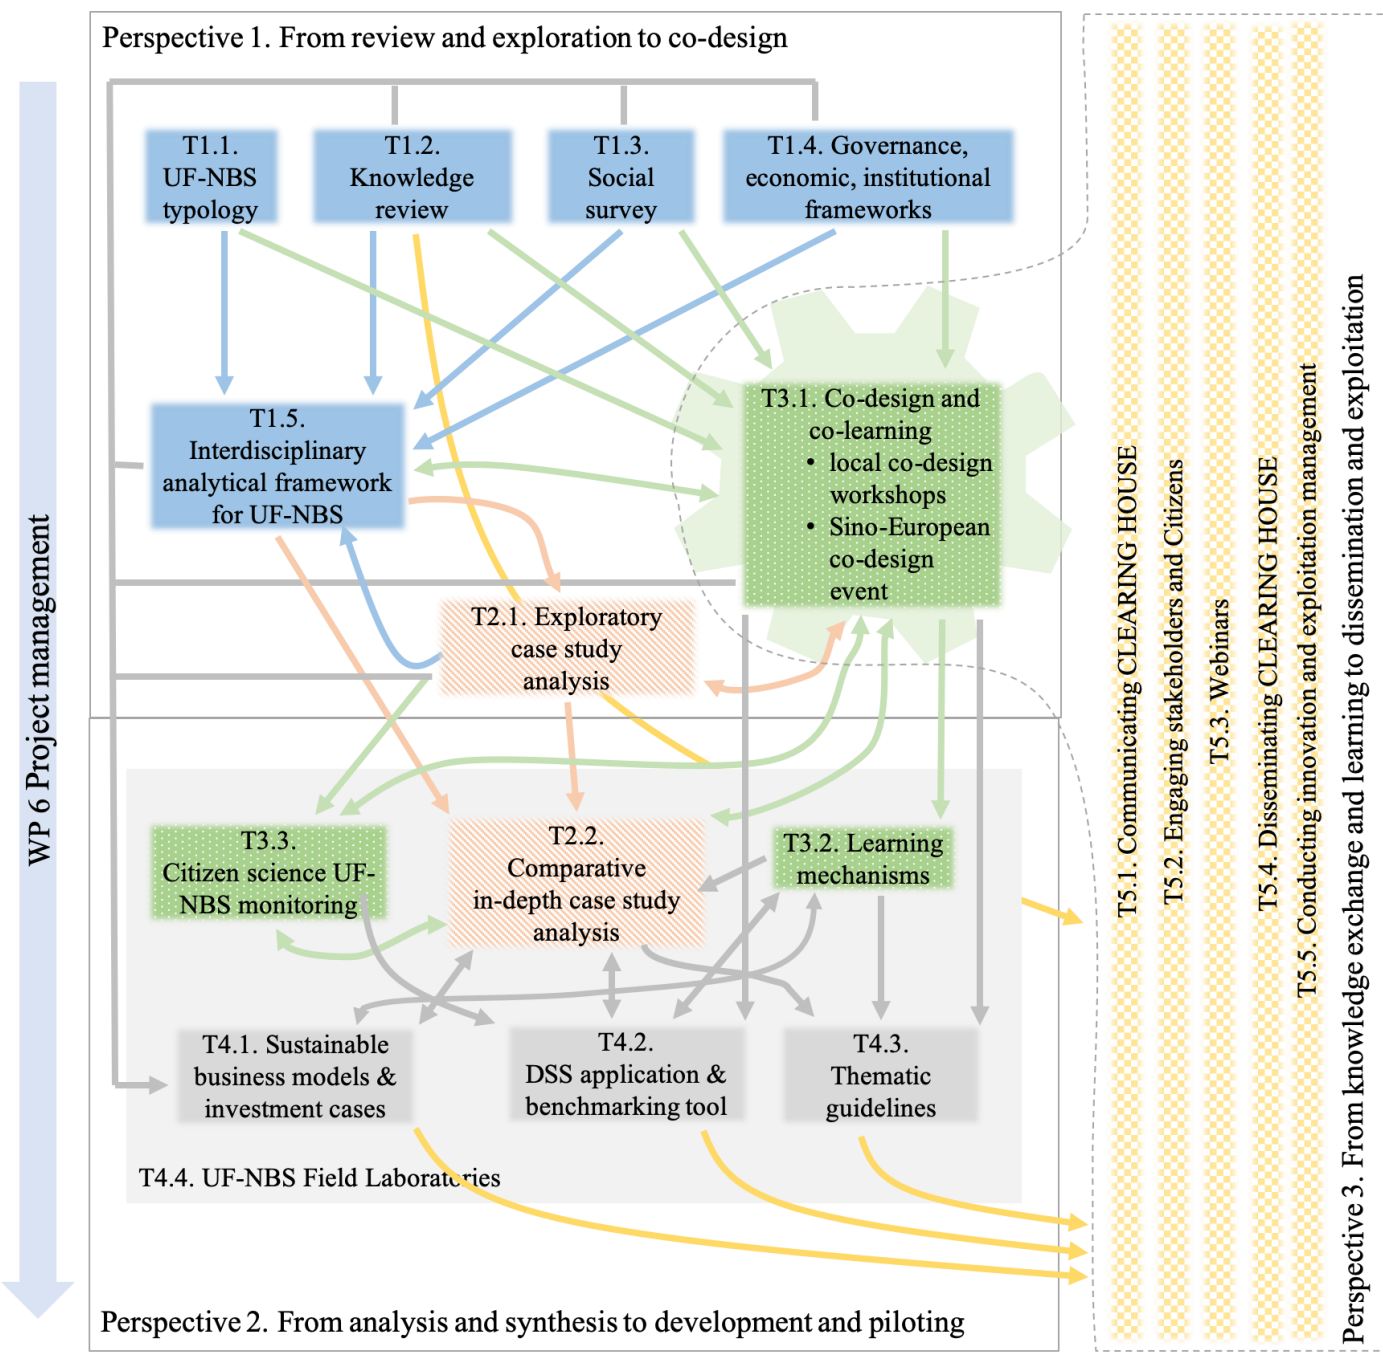 Perspective 1. From review and exploration to co-design
T1.1.
UF-NBS
typology
T1.2.
Knowledge
review
T1.3.
Social
survey
T1.4. Governance,
economic, institutional
frameworks
T1.5.
Interdisciplinary
analytical framework
for UF-NBS
T3.1. Co-design and
co-learning
• local co-design
workshops
• Sino-European
co-design
event
T2.1. Exploratory
case study
analysis
T3.3.
Citizen science UF-
NBS monitoring
T2.2.
Comparative
in-depth case study
analysis
T3.2. Learning
mechanisms
T4.1. Sustainable
business models &
investment cases
T4.2.
DSS application &
benchmarking tool
T4.3.
Thematic
guidelines
T4.4. UF-NBS Field Laboratories
Perspective 2. From analysis and synthesis to development and piloting
WP 6 Project management
T5.1. Communicating CLEARING HOUSE
T5.2. Engaging stakeholders and Citizens
T5.3. Webinars
T5.4. Disseminating CLEARING HOUSE
T5.5. Conducting innovation and exploitation management
Perspective 3. From knowledge exchange and learning to dissemination and exploitation